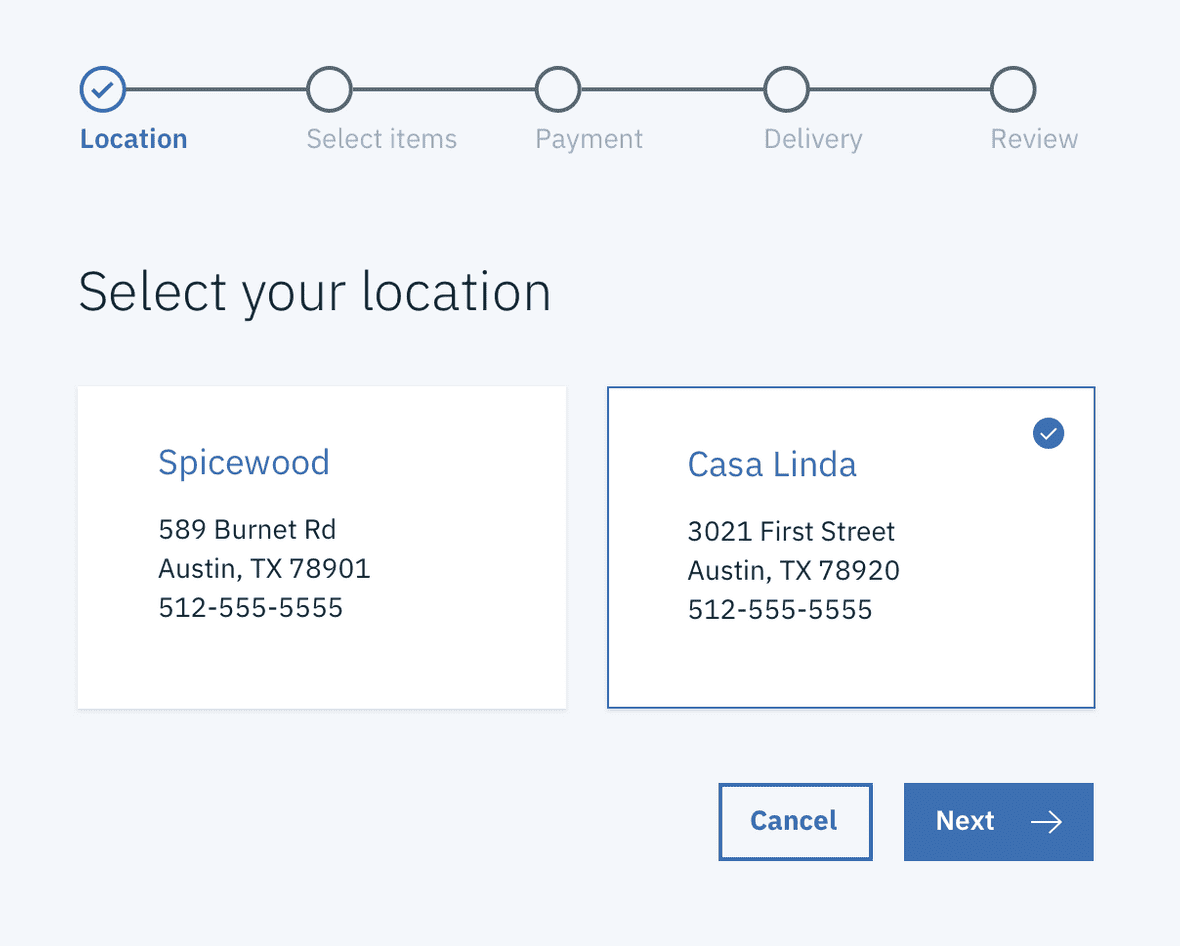 Location
Select items
Payment
Delivery
Review
Select your location
Spicewood
589 Burnet Rd
Austin, TX 78901
512-555-5555
Casa Linda
3021 First Street
Austin, TX 78920
512-555-5555
Cancel
Next